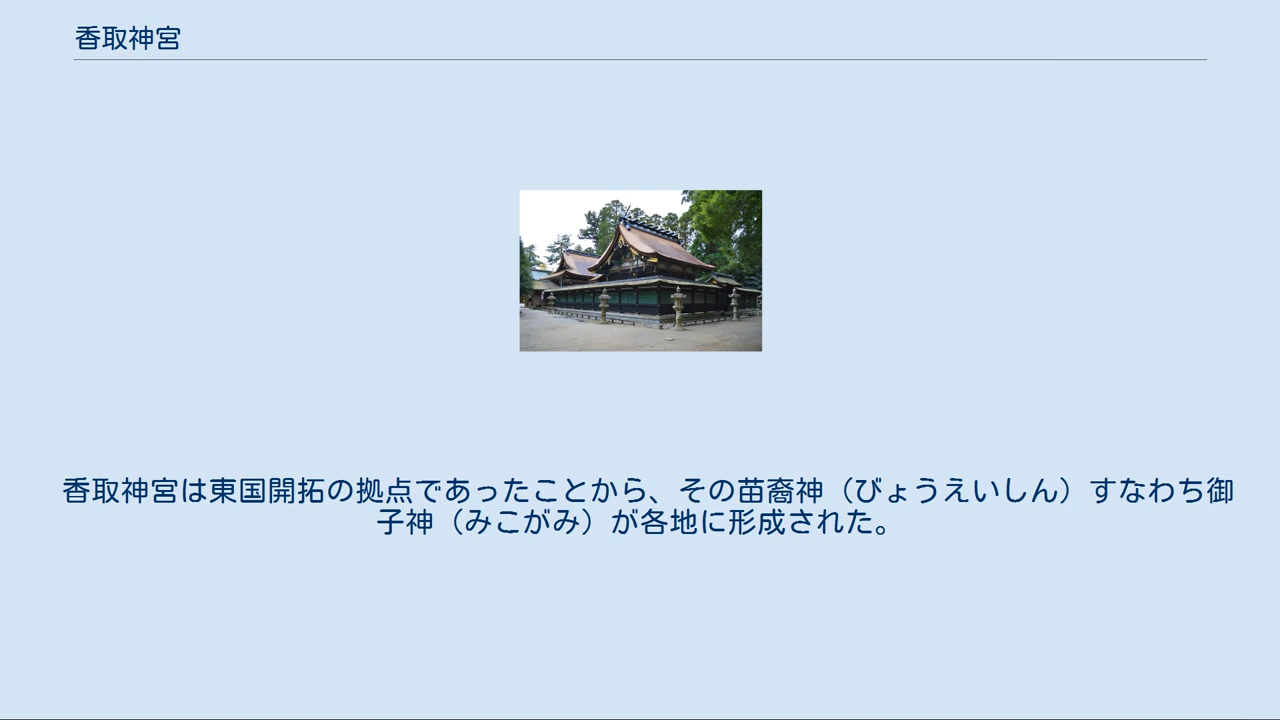 香取神宮
香取神宮は東国開拓の拠点であったことから、その苗裔神（びょうえいしん）すなわち御
子神（みこがみ）が各地に形成された。